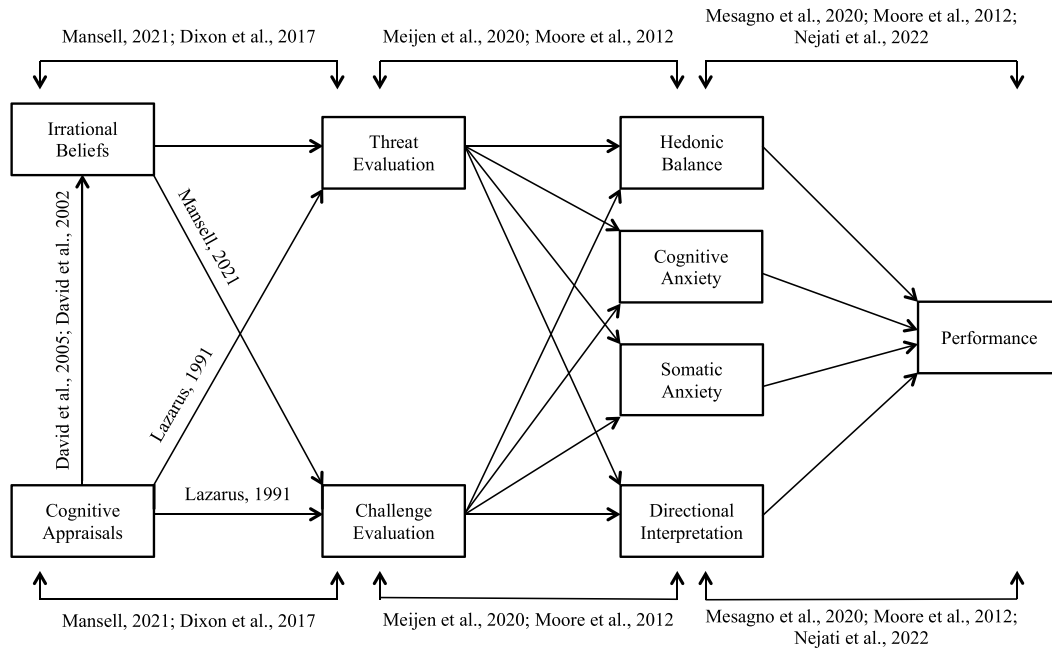 Mansell, 2021; Dixon et al., 2017
Meijen et al., 2020; Moore et al., 2012
Mesagno et al., 2020; Moore et al., 2012;
Nejati et al., 2022
Irrational
Beliefs
Threat
Evaluation
Hedonic
Balance
Cognitive
Anxiety
Somatic
Anxiety
Performance
David et al., 2005; David et al., 2002
Mansell, 2021
Lazarus, 1991
Lazarus, 1991
Cognitive
Appraisals
Challenge
Evaluation
Directional
Interpretation
Mansell, 2021; Dixon et al., 2017
Meijen et al., 2020; Moore et al., 2012
Mesagno et al., 2020; Moore et al., 2012;
Nejati et al., 2022